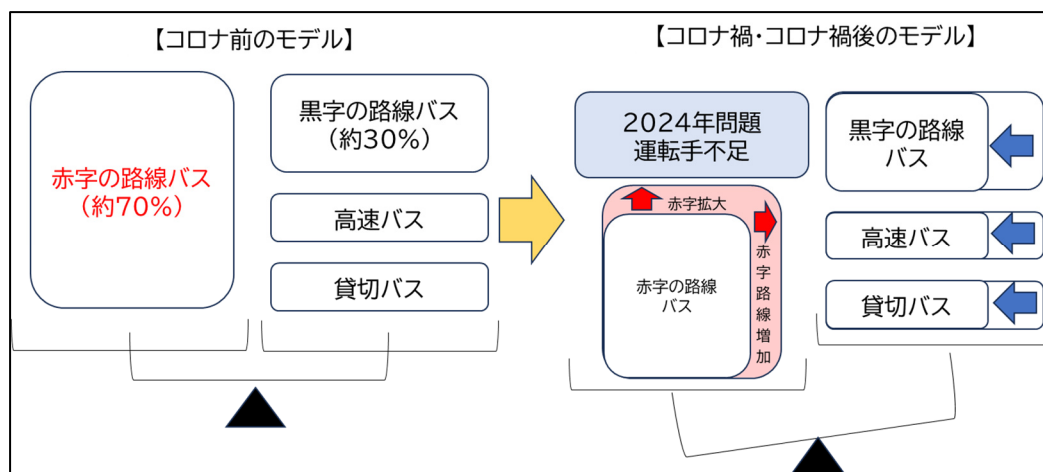 【コロナ前のモデル】
赤字の路線バス
（約70%）
黒字の路線バス
（約30%）
高速バス
貸切バス
【コロナ禍・コロナ禍後のモデル】
2024年問題
運転手不足
赤字拡大
赤字路線増加
赤字の路線
バス
黒字の路線
バス
高速バス
貸切バス